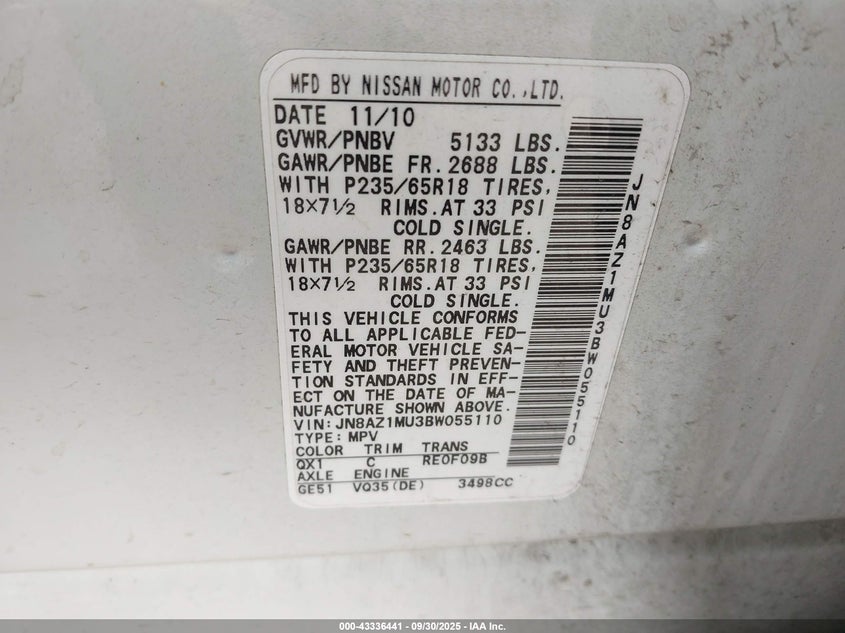 MFD BY NISSAN MOTOR CO.,LTD.
DATE 11/10
GVWR/PNBV 5133 LBS.
GAWR/PNBE FR.2688 LBS.
WITH P235/65R18 TIRES,
18×7½ RIMS.AT 33 PSI
COLD SINGLE.
GAWR/PNBE RR.2463 LBS.
WITH P235/65R18 TIRES,
18×7½ RIMS.AT 33 PSI
COLD SINGLE.
THIS VEHICLE CONFORMS
TO ALL APPLICABLE FED-
ERAL MOTOR VEHICLE SA-
FETY AND THEFT PREVEN-
TION STANDARDS IN EFF-
ECT ON THE DATE OF MA-
NUFACTURE SHOWN ABOVE.
VIN:JN8AZ1MU3BW055110
TYPE:MPV
COLOR TRIM TRANS
QX1 C RE0F09B
AXLE ENGINE
GE51 VQ35(DE) 3498CC
JN8AZ1MU3BW055110
000-43336441 - 09/30/2025 - IAA Inc.